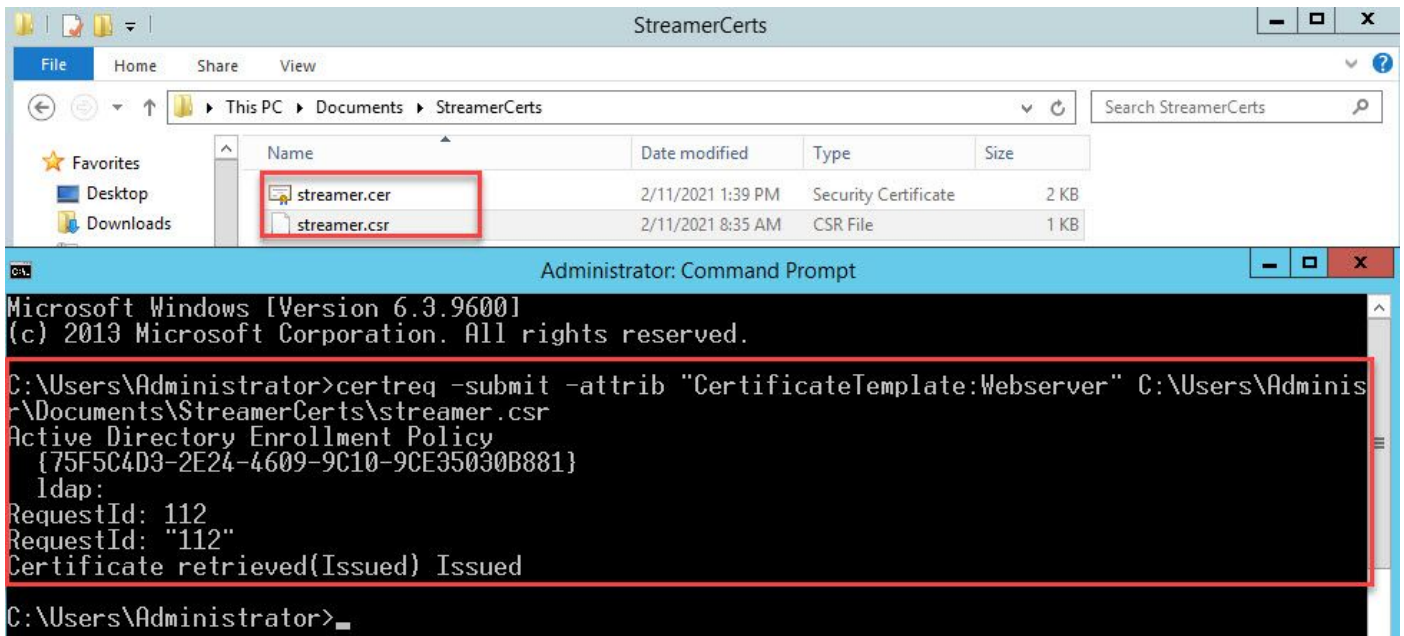 StreamerCerts
File Home Share View
This PC Documents StreamerCerts Search StreamerCerts
Favorites Name Date modified Type Size
Desktop streamer.cer 2/11/2021 1:39 PM Security Certificate 2 KB
Downloads streamer.csr 2/11/2021 8:35 AM CSR File 1 KB
C:\. Administrator: Command Prompt
Microsoft Windows [Version 6.3.9600]
(c) 2013 Microsoft Corporation. All rights reserved.
C:\Users\Administrator>certreq -submit -attrib "CertificateTemplate:Webserver" C:\Users\Adminis
r\Documents\StreamerCerts\streamer.csr
Active Directory Enrollment Policy
{75F5C4D3-2E24-4609-9C10-9CE35030B881}
ldap:
RequestId: 112
RequestId: "112"
Certificate retrieved(Issued) Issued
C:\Users\Administrator>_